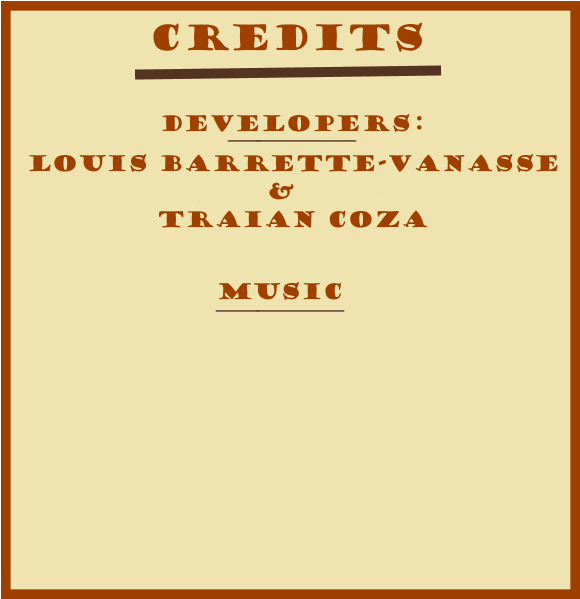 CREDITS
DEVELOPERS:
LOUIS BARRETTE-VANASSE
&
TRAIAN COZA
MUSIC